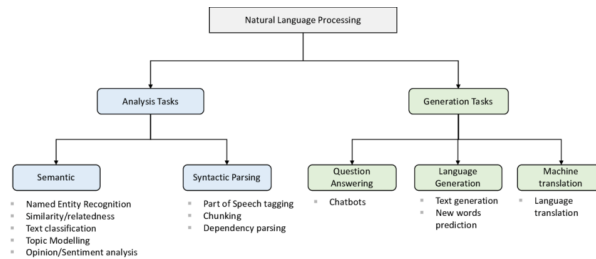 Natural Language Processing
Analysis Tasks
Generation Tasks
Semantic
Syntactic Parsing
Question
Answering
Language
Generation
Machine
translation
Named Entity Recognition
Similarity/relatedness
Text classification
Topic Modelling
Opinion/Sentiment analysis
Part of Speech tagging
Chunking
Dependency parsing
Chatbots
Text generation
New words
prediction
Language
translation